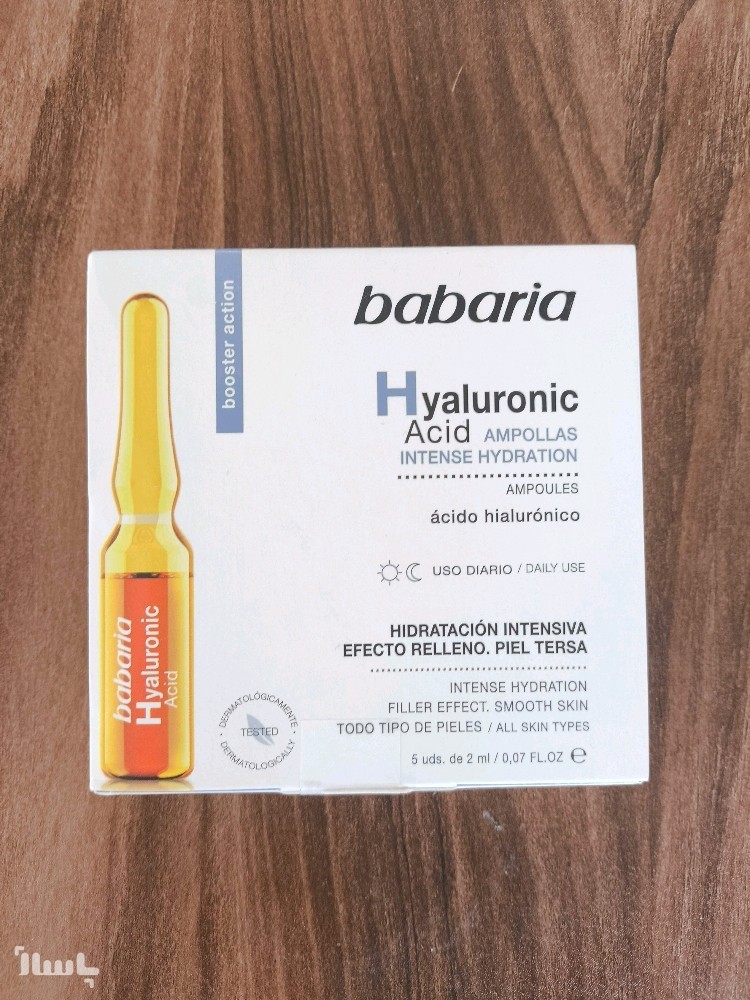 booster action
babaria
Hyaluronic
Acid AMPOLLAS
INTENSE HYDRATION
AMPOULES
ácido hialurónico
USO DIARIO / DAILY USE
HIDRATACIÓN INTENSIVA
EFECTO RELLENO. PIEL TERSA
INTENSE HYDRATION
FILLER EFFECT. SMOOTH SKIN
TODO TIPO DE PIELES / ALL SKIN TYPES
5 uds. de 2 ml / 0,07 FL.OZ ℮
babaria
Hyaluronic
Acid
DERMATOLÓGICAMENTE
TESTED
DERMATOLOGICALLY
باسلام